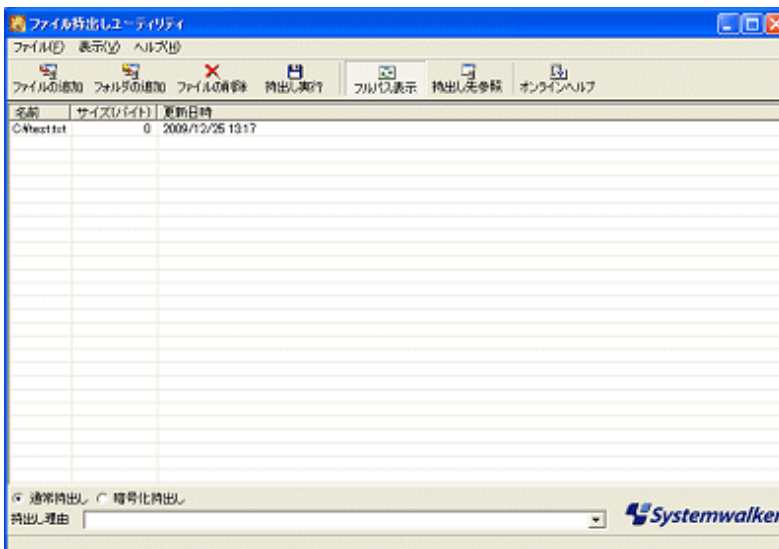 ファイル持出しユーティリティ
ファイル(F) 表示(V) ヘルプ(H)
ファイルの追加 フォルダの追加 ファイルの削除 持出し実行 フルパス表示 持出し先参照 オンラインヘルプ
名前 サイズ(バイト) 更新日時
C:¥test.txt 0 2009/12/25 13:17
通常持出し 暗号化持出し
持出し理由
Systemwalker